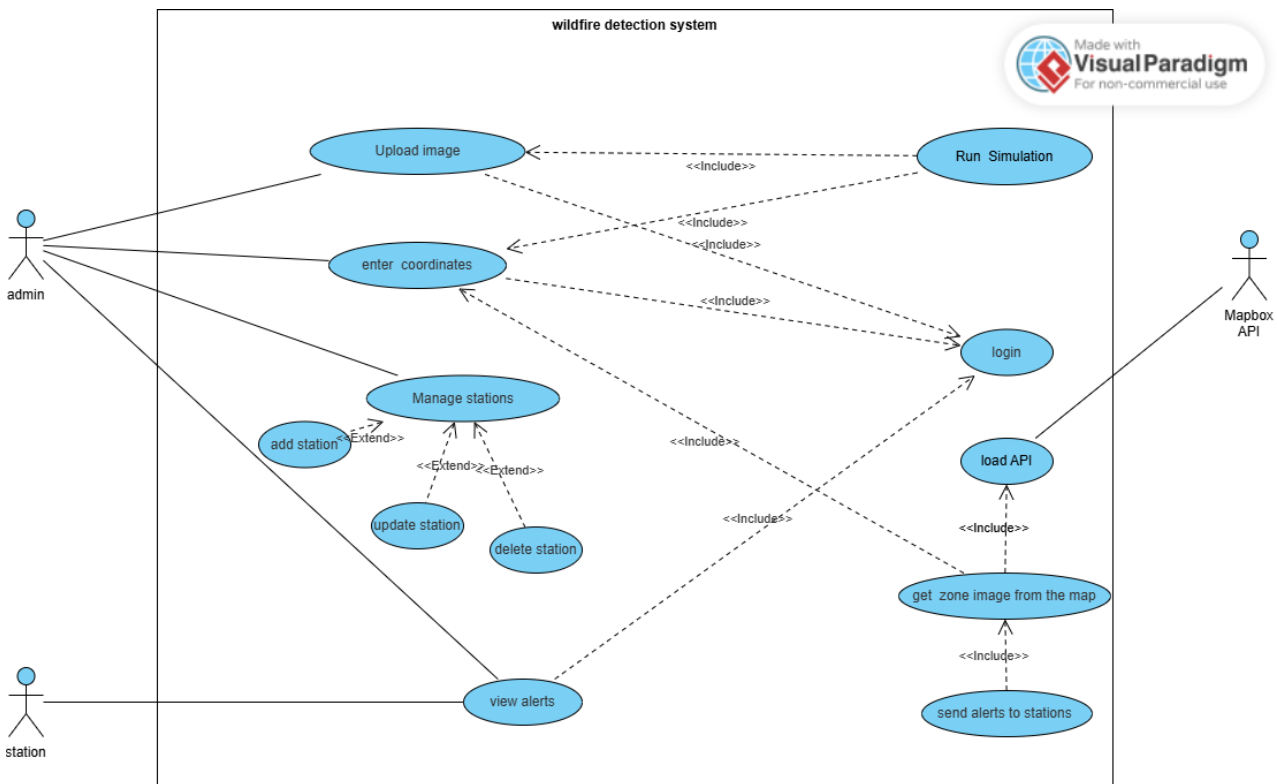 wildfire detection system
Made with
Visual Paradigm
For non-commercial use
Upload image
<<Include>>
Run Simulation
<<Include>>
<<Include>>
admin
enter coordinates
<<Include>>
Mapbox
API
login
Manage stations
add station
<<Extend>>
<<Include>>
load API
<<Extend>>
<<Extend>>
update station
<<Include>>
<<Include>>
delete station
get zone image from the map
<<Include>>
view alerts
send alerts to stations
station